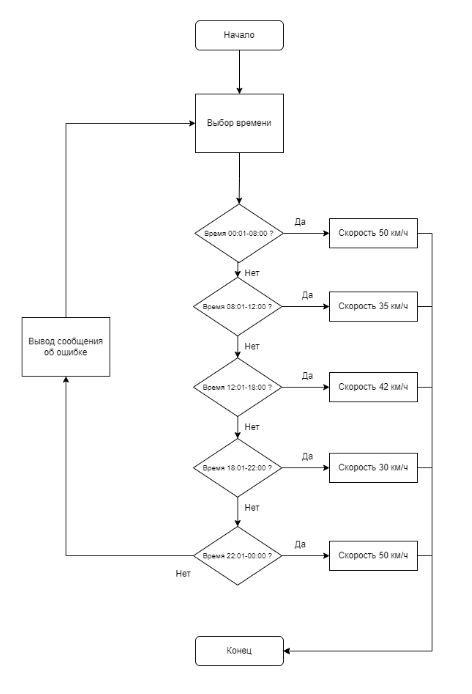 Начало
Выбор времени
Время 00:01-08:00 ?
Да
Скорость 50 км/ч
Нет
Время 08:01-12:00 ?
Да
Скорость 35 км/ч
Нет
Вывод сообщения
об ошибке
Время 12:01-18:00 ?
Да
Скорость 42 км/ч
Нет
Время 18:01-22:00 ?
Да
Скорость 30 км/ч
Нет
Время 22:01-00:00 ?
Да
Скорость 50 км/ч
Нет
Конец